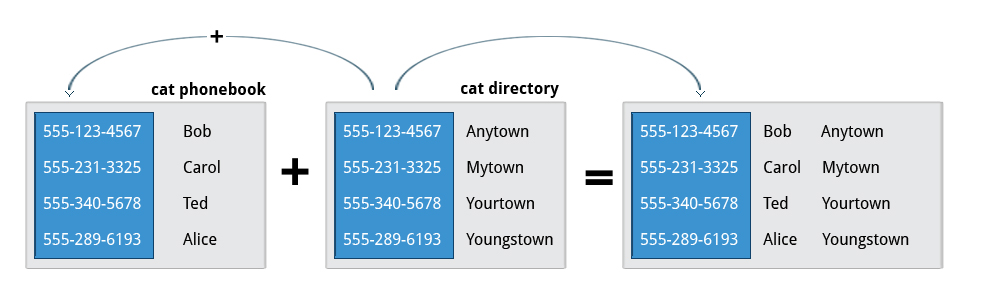 +
cat phonebook
555-123-4567 Bob
555-231-3325 Carol
555-340-5678 Ted
555-289-6193 Alice
+
cat directory
555-123-4567 Anytown
555-231-3325 Mytown
555-340-5678 Yourtown
555-289-6193 Youngstown
=
555-123-4567 Bob Anytown
555-231-3325 Carol Mytown
555-340-5678 Ted Yourtown
555-289-6193 Alice Youngstown